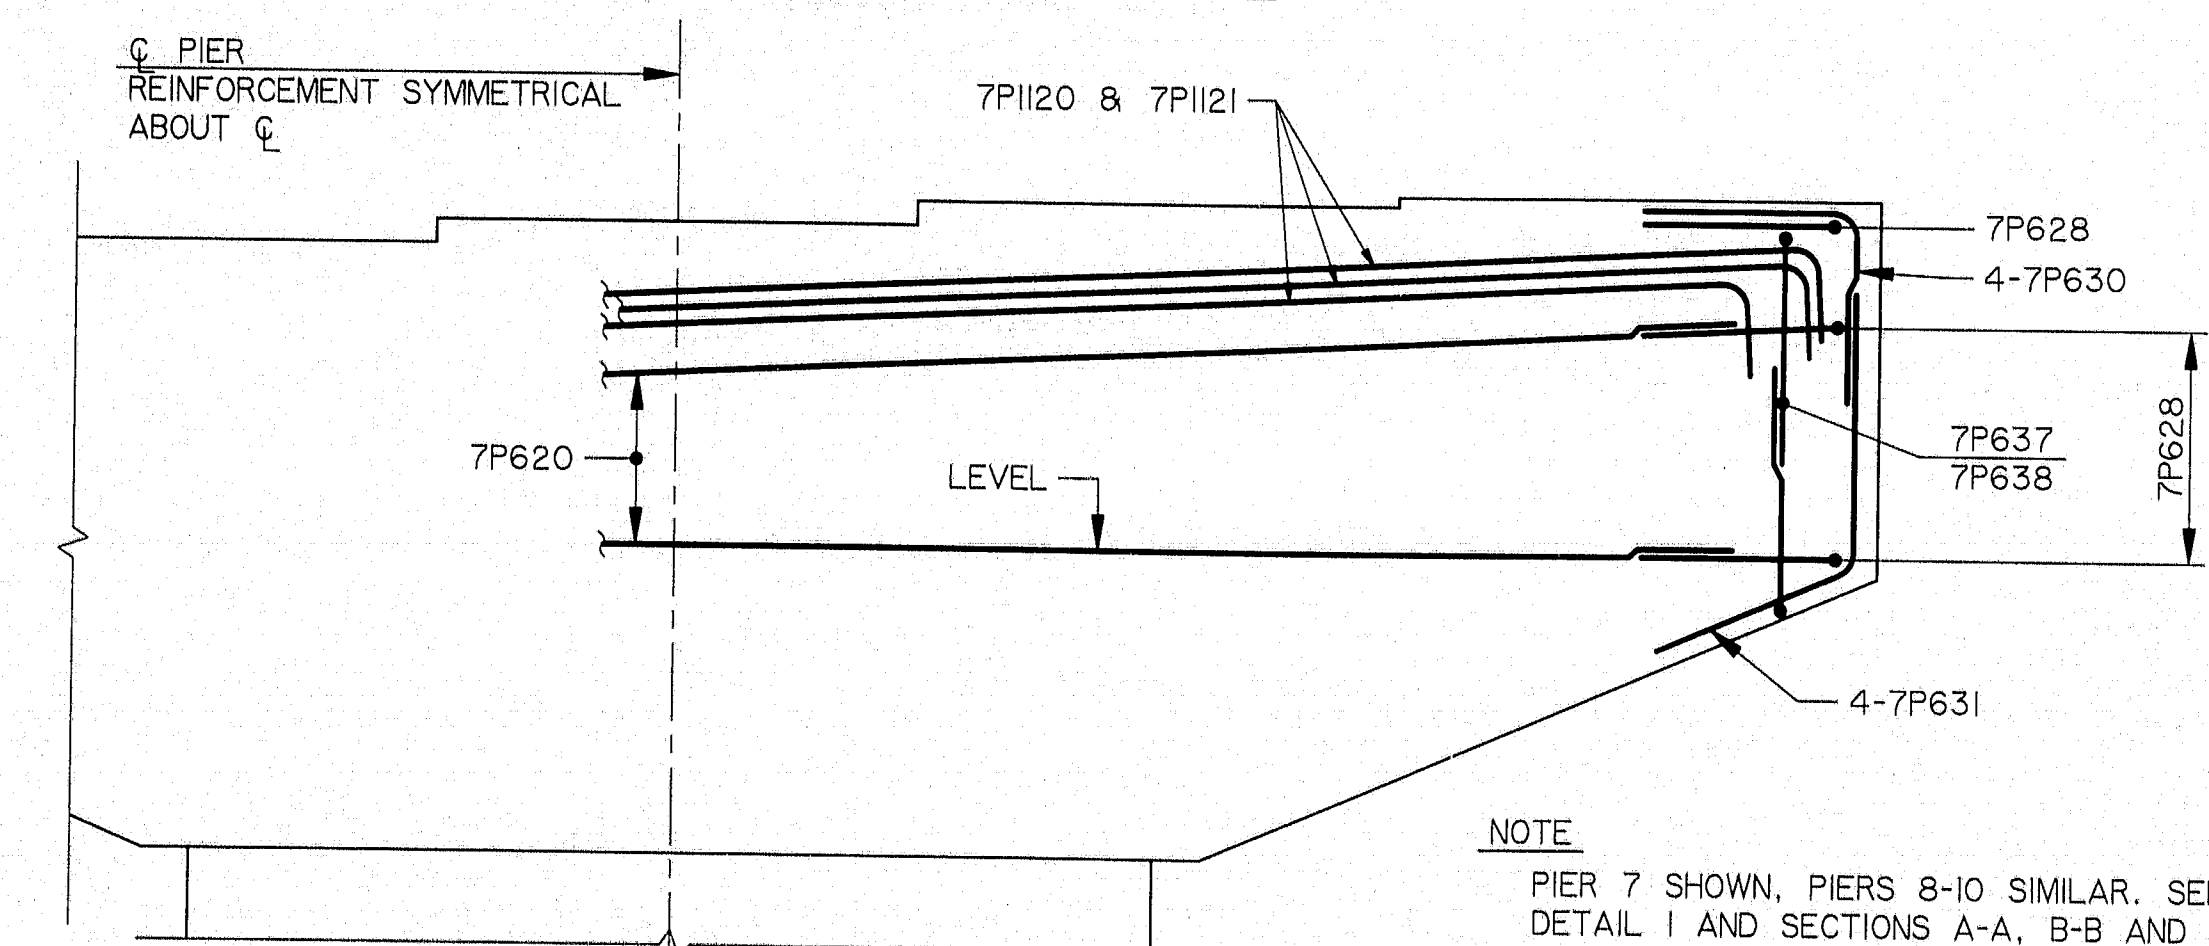 ℄ PIER
REINFORCEMENT SYMMETRICAL
ABOUT ℄
7P1120 & 7P1121
7P628
4-7P630
7P620
LEVEL
7P637
7P638
7P628
4-7P631
NOTE
PIER 7 SHOWN, PIERS 8-10 SIMILAR.
DETAIL 1 AND SECTIONS A-A, B-B AND